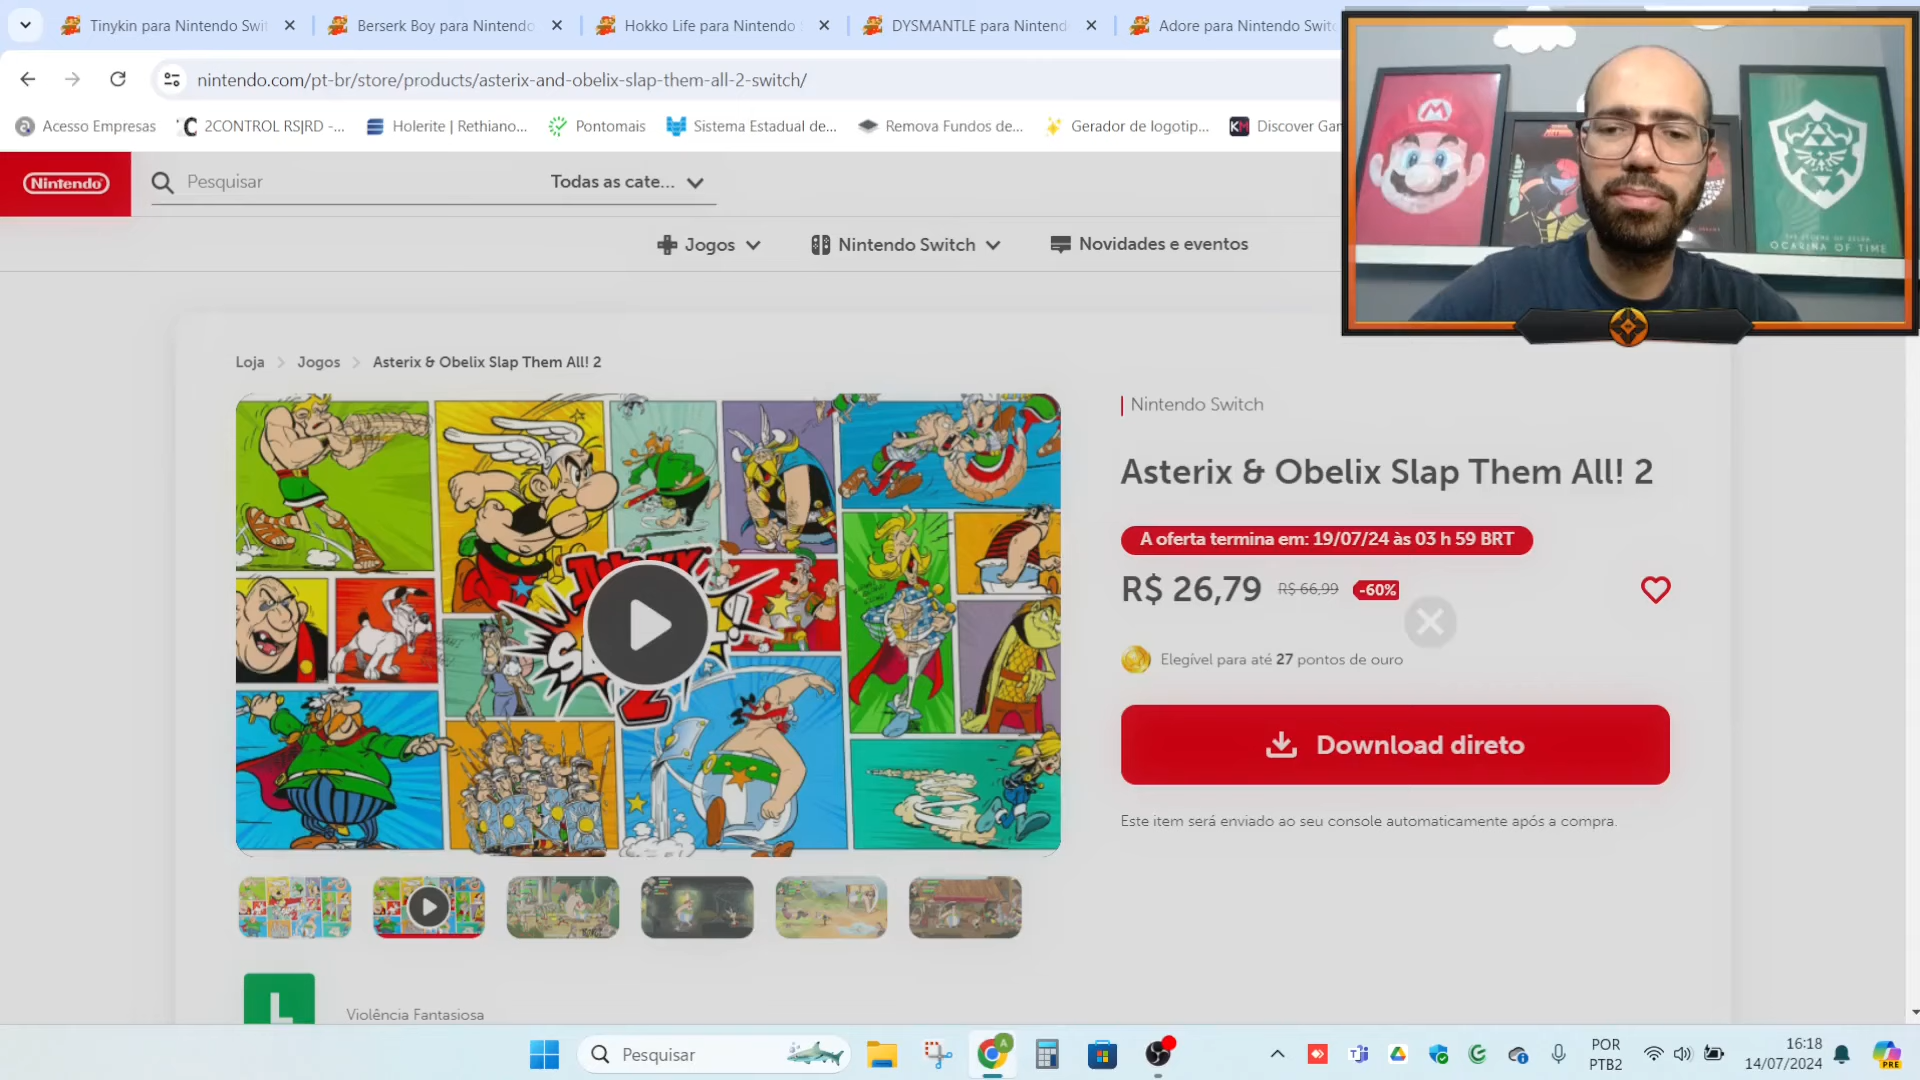 Tinykin para Nintendo Swit
Berserk Boy para Nintendo
Hokko Life para Nintendo S
DYSMANTLE para Nintend
Adore para Nintendo Switc
nintendo.com/pt-br/store/products/asterix-and-obelix-slap-them-all-2-switch/
Acesso Empresas
2CONTROL RS|RD -...
Holerite | Rethiano...
Pontomais
Sistema Estadual de...
Remova Fundos de...
Gerador de logotip...
Discover Gar
Nintendo
Pesquisar
Todas as cate...
Jogos
Nintendo Switch
Novidades e eventos
OCARINA OF TIME
Loja > Jogos > Asterix & Obelix Slap Them All! 2
Nintendo Switch
Asterix & Obelix Slap Them All! 2
A oferta termina em: 19/07/24 às 03 h 59 BRT
R$ 26,79 R$ 66,99 -60%
Elegível para até 27 pontos de ouro
Download direto
Este item será enviado ao seu console automaticamente após a compra.
L
Violência Fantasiosa
Pesquisar
POR
PTB2
16:18
14/07/2024
PRE